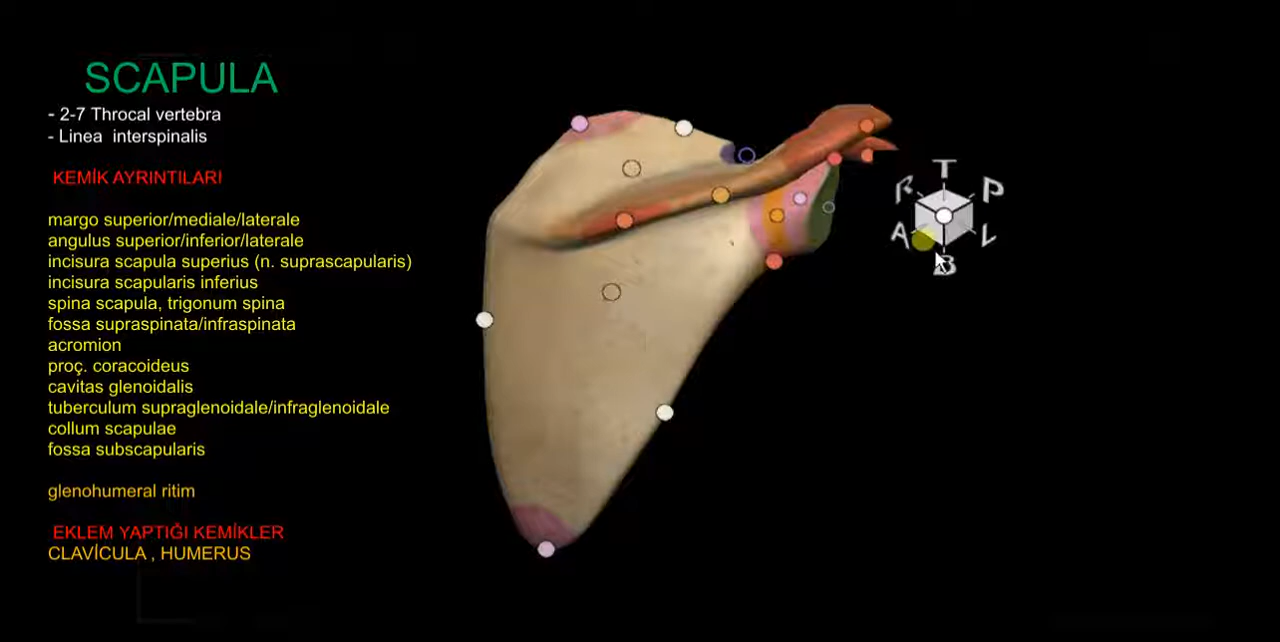 SCAPULA
- 2-7 Throcal vertebra
- Linea interspinalis
KEMİK AYRINTILARI
margo superior/mediale/laterale
angulus superior/inferior/laterale
incisura scapula superius (n. suprascapularis)
incisura scapularis inferius
spina scapula, trigonum spina
fossa supraspinata/infraspinata
acromion
proç. coracoideus
cavitas glenoidalis
tuberculum supraglenoidale/infraglenoidale
collum scapulae
fossa subscapularis
glenohumeral ritim
EKLEM YAPTIĞI KEMİKLER
CLAVİCULA , HUMERUS
T
R P
A L
B